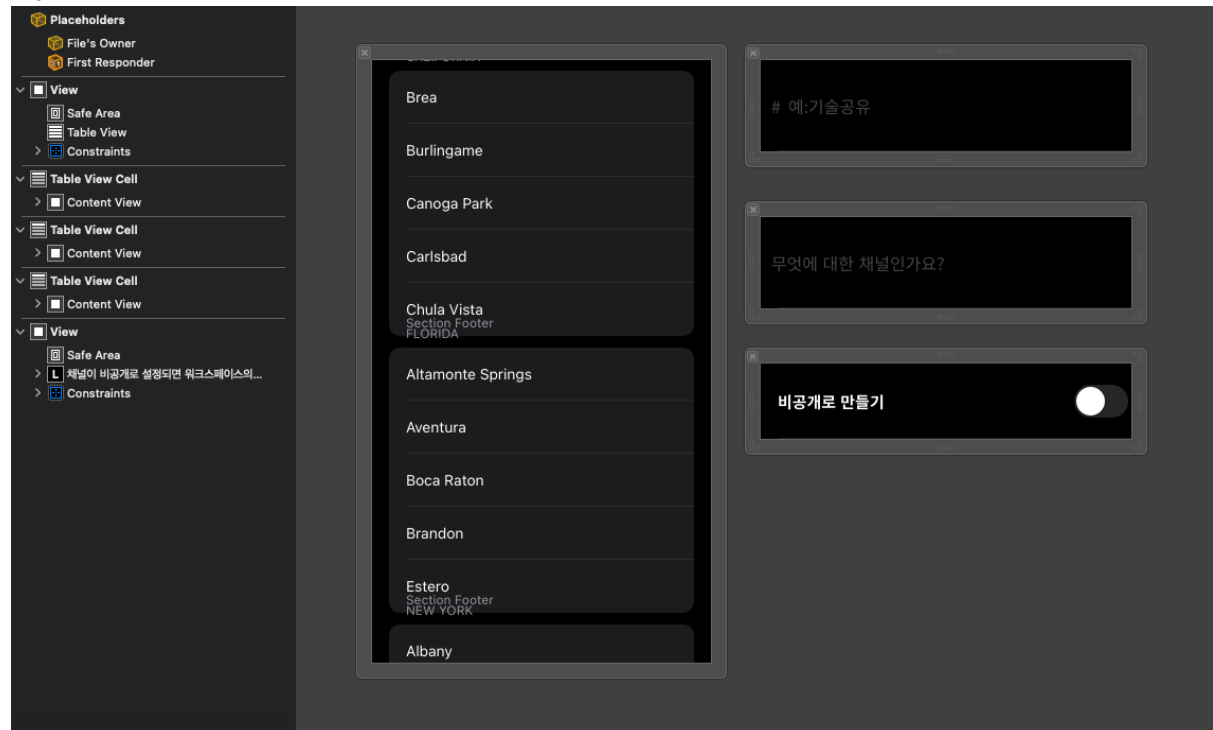 Placeholders
File's Owner
First Responder
View
Safe Area
Table View
Constraints
Table View Cell
Content View
Table View Cell
Content View
Table View Cell
Content View
View
Safe Area
L 채널이 비공개로 설정되면 워크스페이스의...
Constraints
Brea
Burlingame
Canoga Park
Carlsbad
Chula Vista
Section Footer
FLORIDA
Altamonte Springs
Aventura
Boca Raton
Brandon
Estero
Section Footer
NEW YORK
Albany
# 예:기술공유
무엇에 대한 채널인가요?
비공개로 만들기